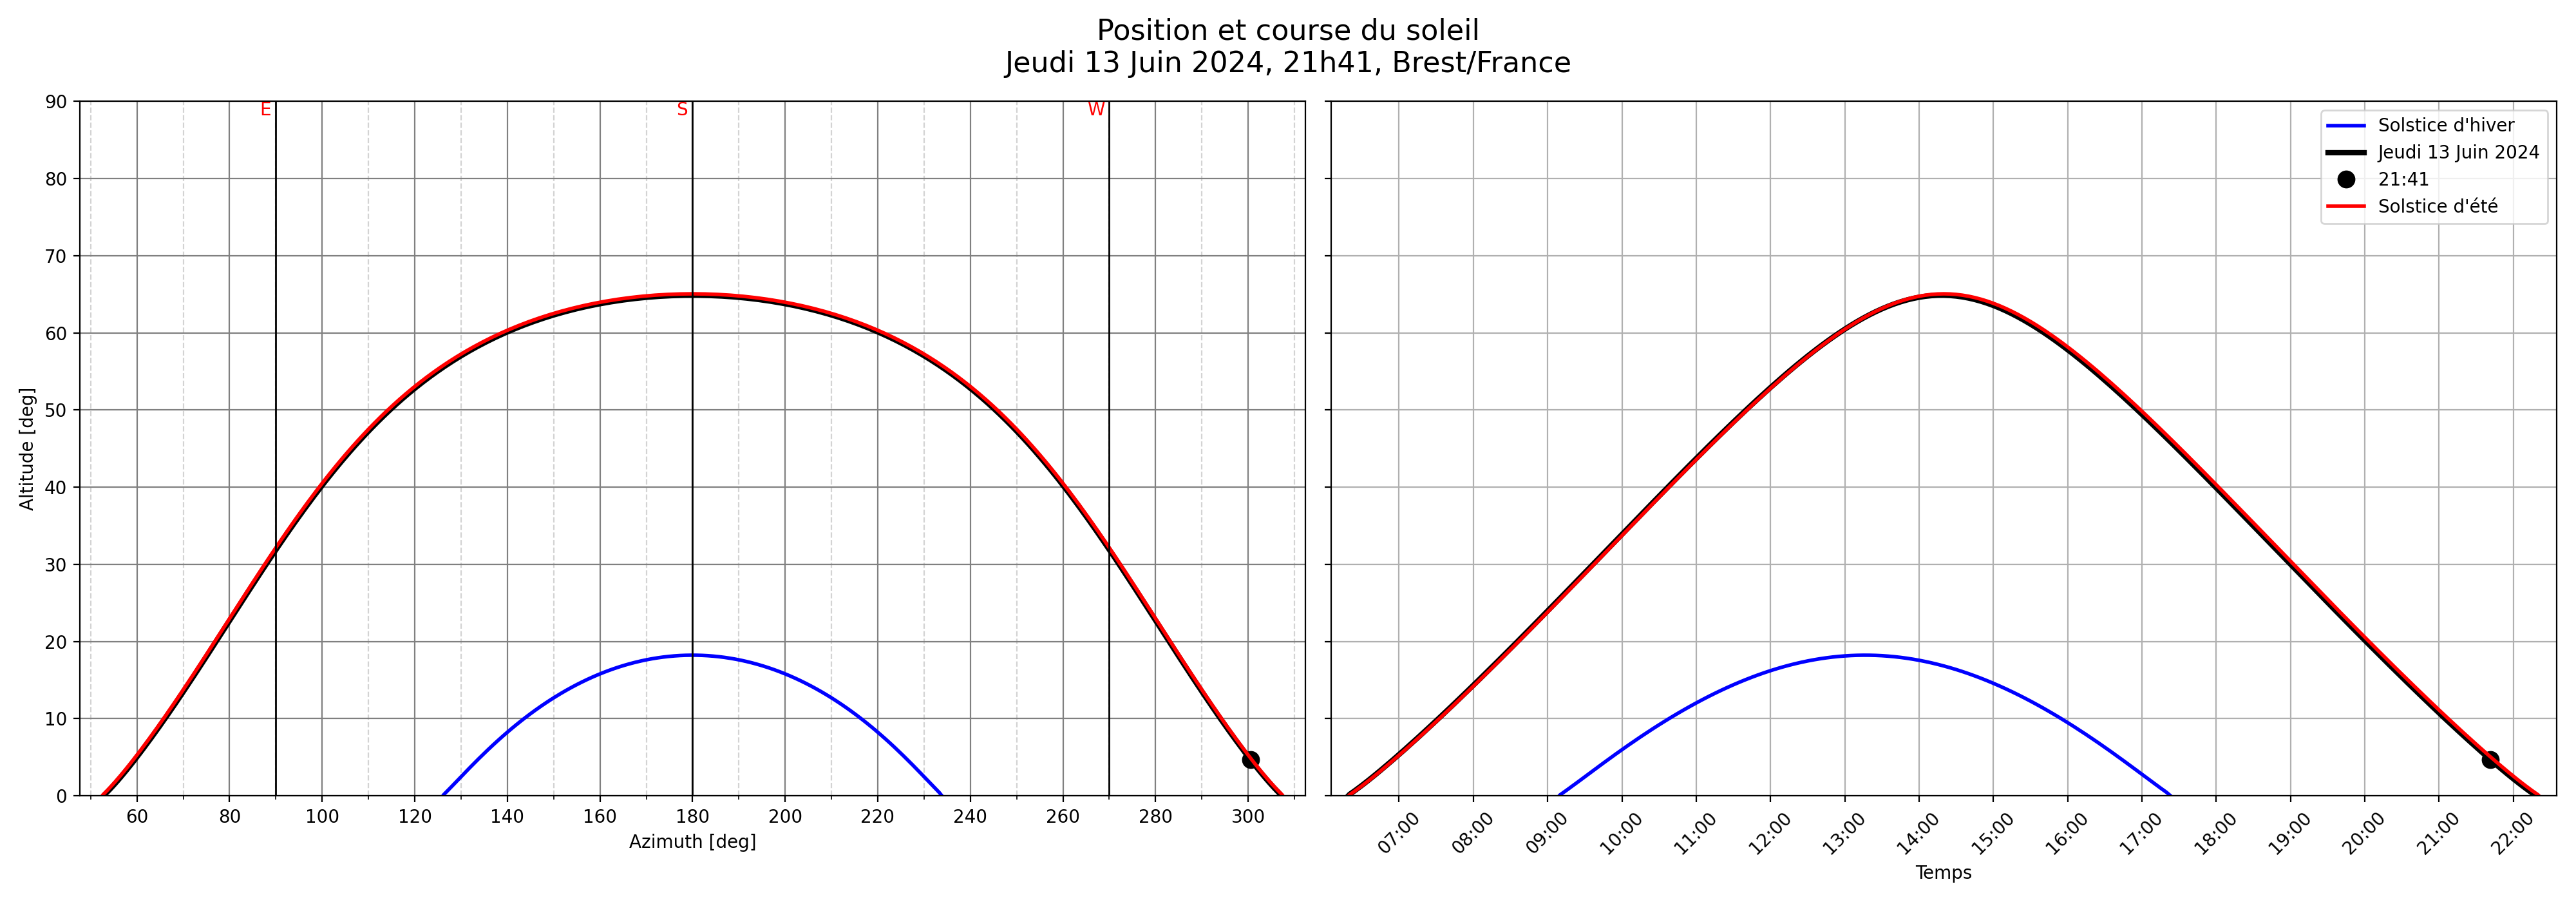 Position et course du soleil
Jeudi 13 Juin 2024, 21h41, Brest/France
90
80
70
60
50
40
30
20
10
0
Altitude [deg]
E
S
W
60 80 100 120 140 160 180 200 220 240 260 280 300
Azimuth [deg]
Solstice d'hiver
Jeudi 13 Juin 2024
21:41
Solstice d'été
07:00 08:00 09:00 10:00 11:00 12:00 13:00 14:00 15:00 16:00 17:00 18:00 19:00 20:00 21:00 22:00
Temps